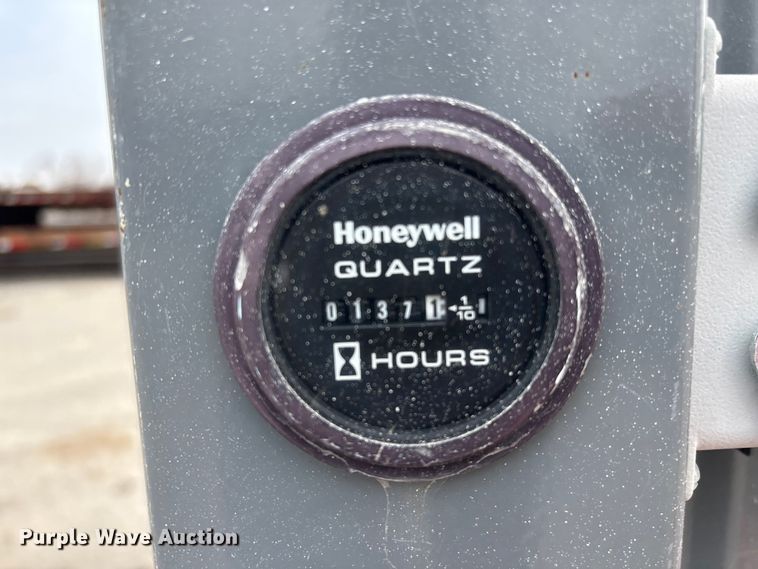 Honeywell
QUARTZ
0 1 3 7 1 1/10
HOURS
Purple Wave Auction